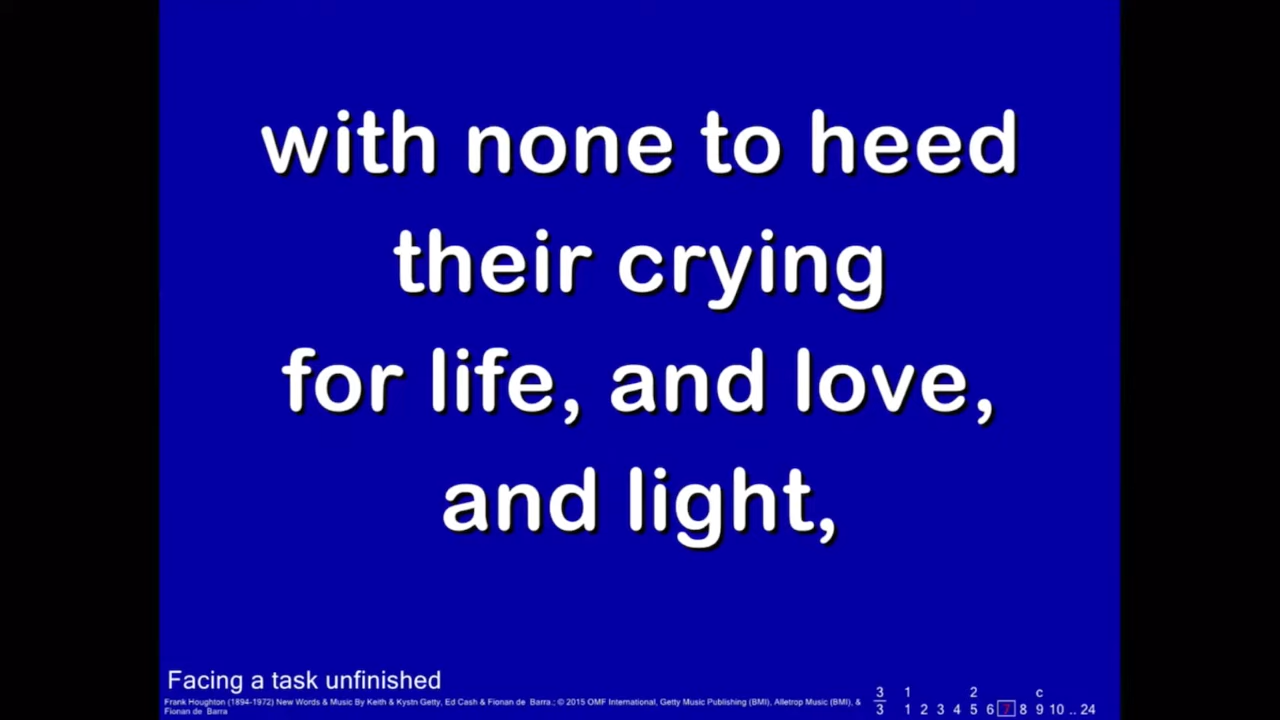 with none to heed
their crying
for life, and love,
and light,
Facing a task unfinished
Frank Houghton (1894-1972) New Words & Music By Keith & Kystn Getty, Ed Cash & Fionan de Barra.; © 2015 OMF International, Getty Music Publishing (BMI), Alletrop Music (BMI), &
Fionan de Barra
3 1 2 c
3 1 2 3 4 5 6 7 8 9 10 .. 24